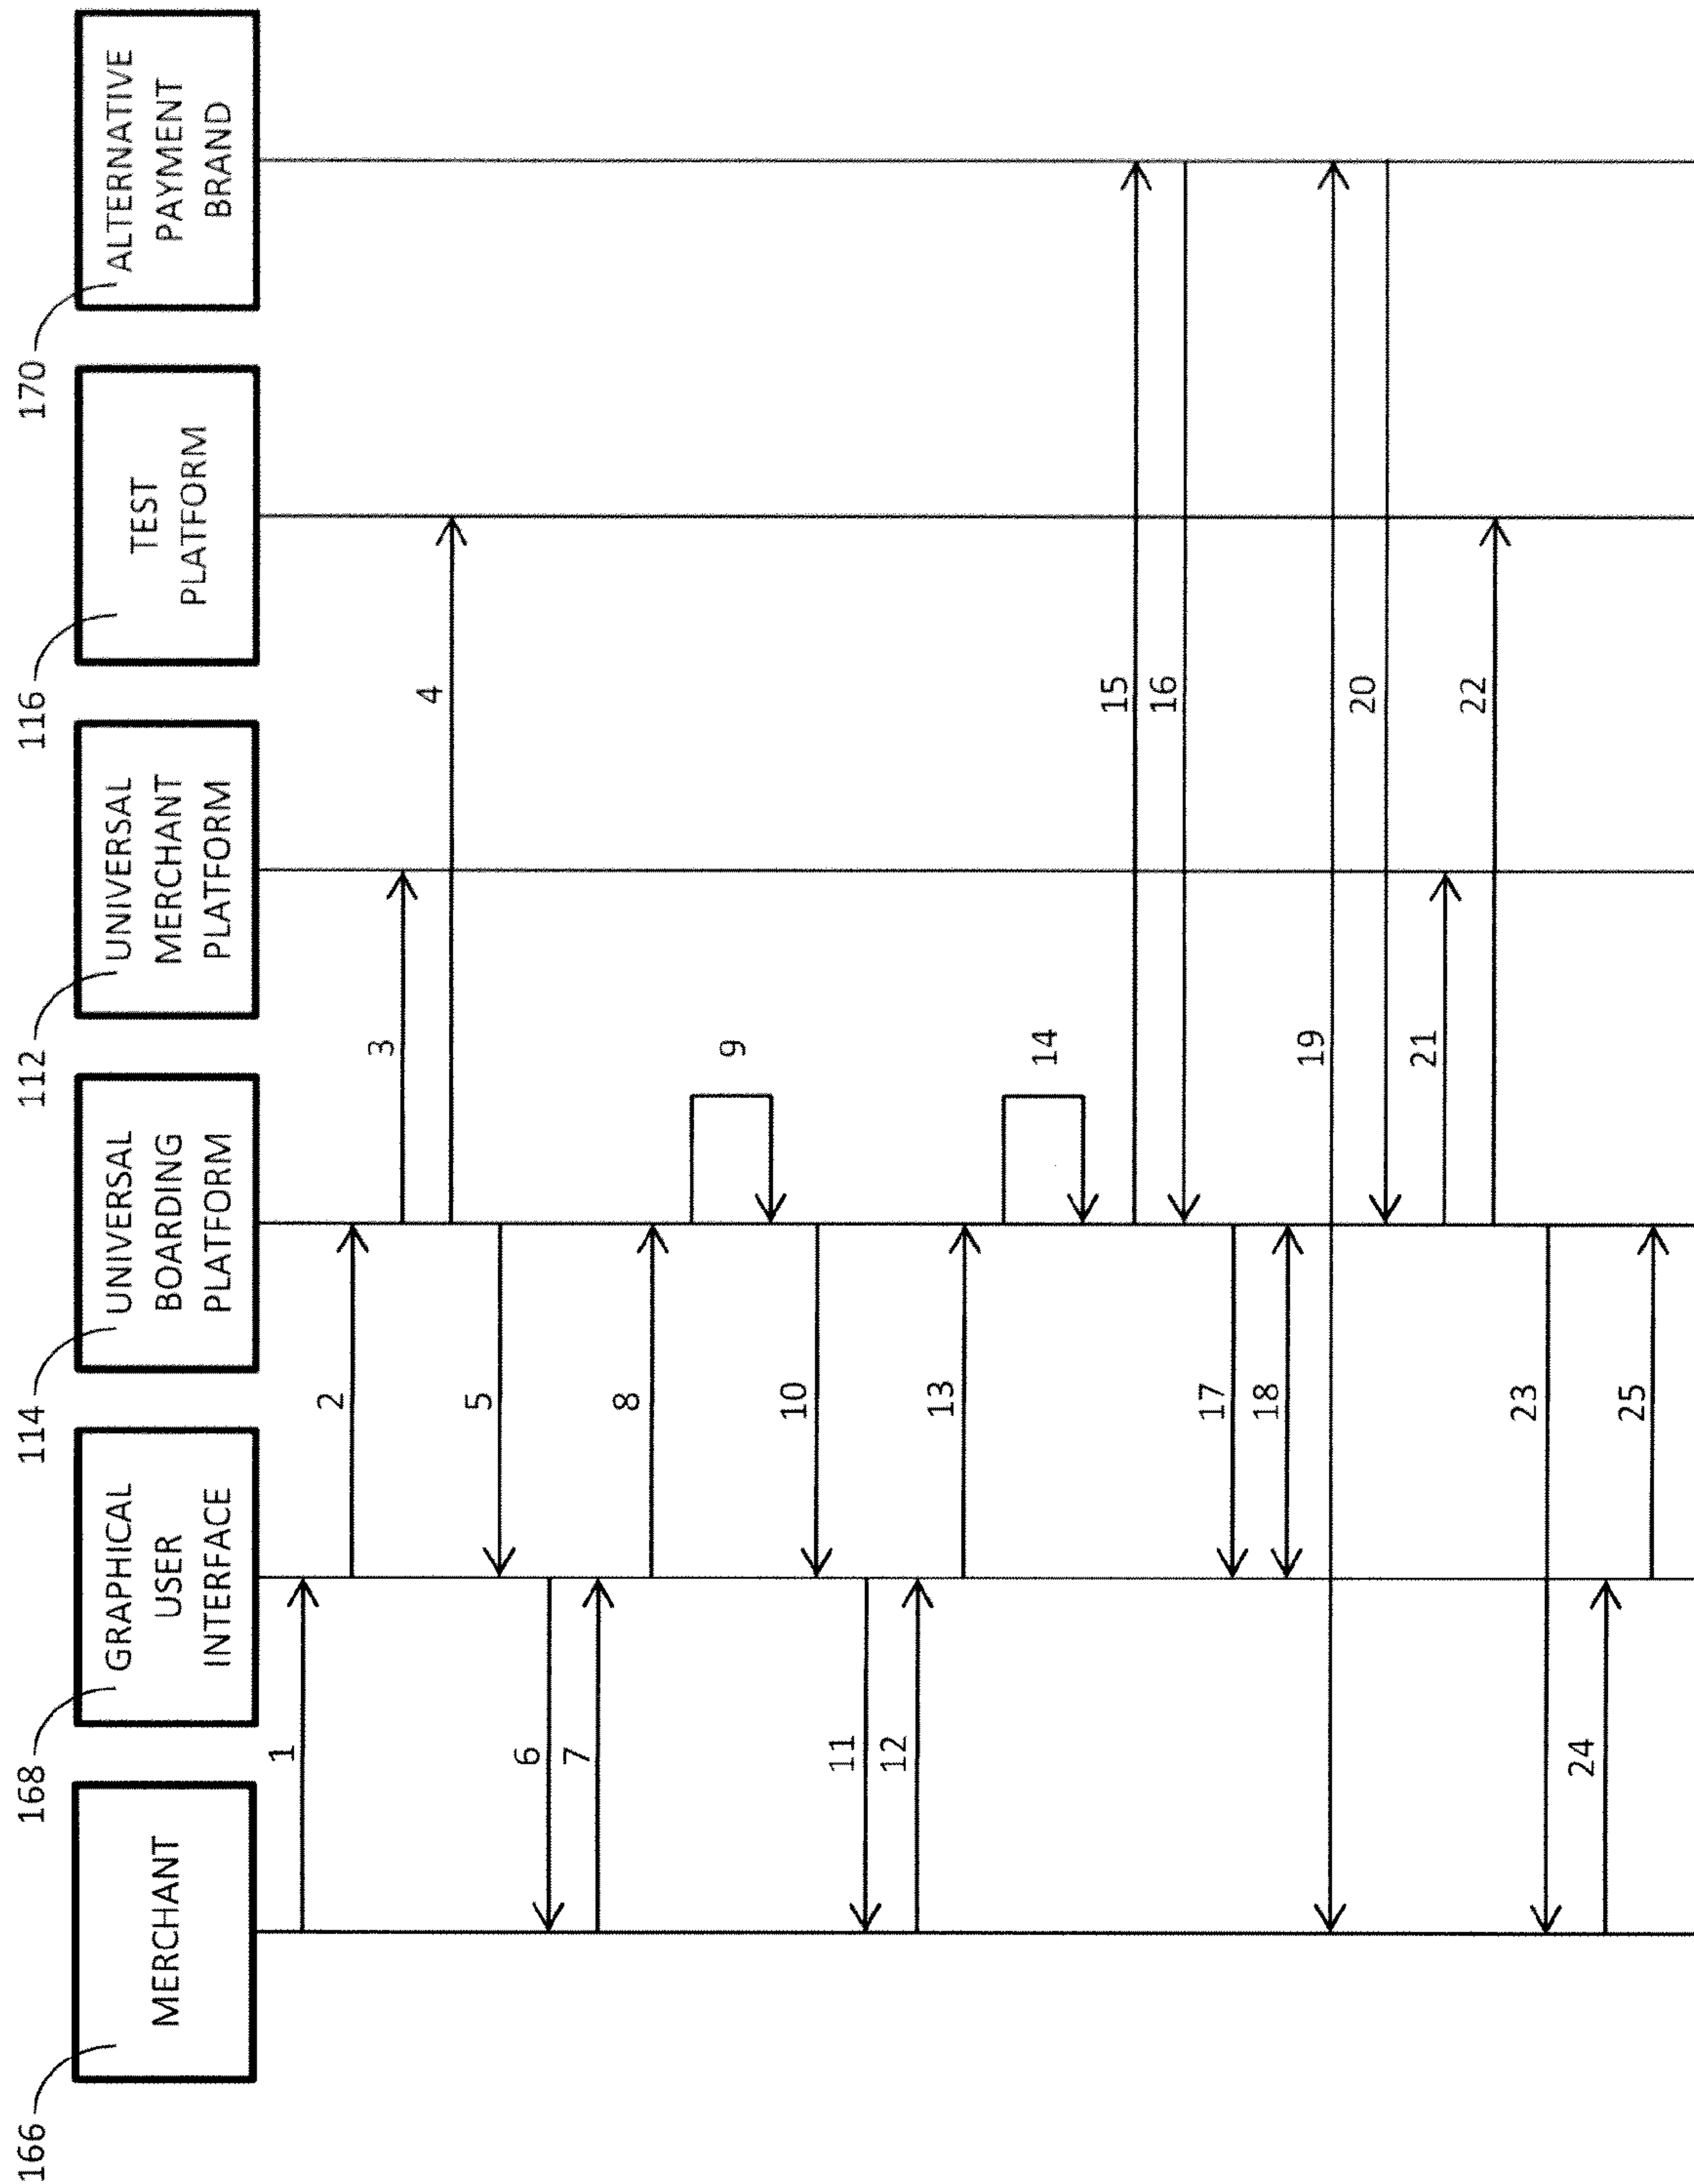 166
MERCHANT
168
GRAPHICAL
USER
INTERFACE
114
UNIVERSAL
BOARDING
PLATFORM
112
UNIVERSAL
MERCHANT
PLATFORM
116
TEST
PLATFORM
170
ALTERNATIVE
PAYMENT
BRAND
1
2
3
4
5
6
7
8
9
10
11
12
13
14
15
16
17
18
19
20
21
22
23
24
25